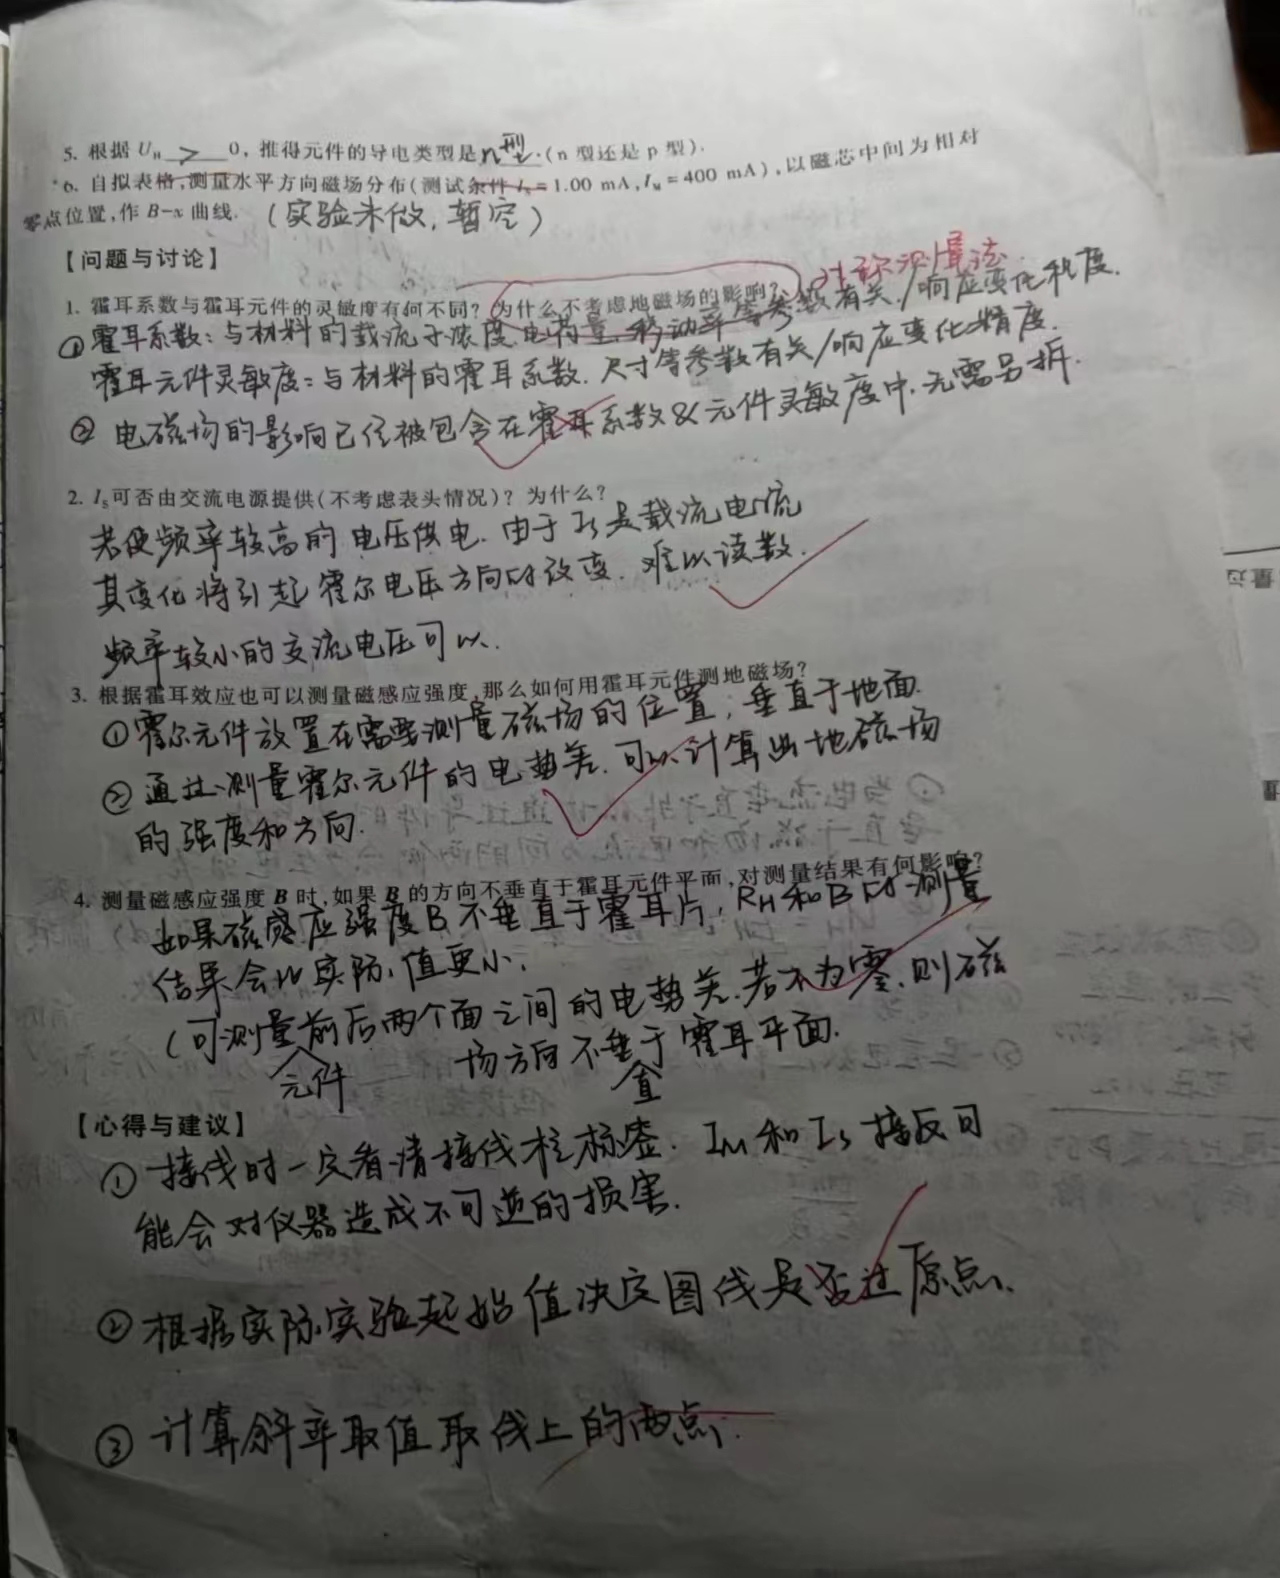 5. 根据 U_H > 0, 推得元件的导电类型是 n型.(n 型还是 p 型).
*6. 自拟表格,测量水平方向磁场分布(测试条件 I_s=1.00 mA, I_M=400 mA),以磁芯中间为相对
零点位置,作 B-x 曲线. (实验未做,暂空)
【问题与讨论】
对称测量法.
1. 霍耳系数与霍耳元件的灵敏度有何不同? 为什么不考虑地磁场的影响?
① 霍耳系数:与材料的载流子浓度.电荷量.移动率等参数有关/响应变化程度.
霍耳元件灵敏度:与材料的霍耳系数.尺寸等参数有关/响应变化精度.
② 电磁场的影响已经被包含在霍耳系数&元件灵敏度中.无需另拆.
2. I_s可否由交流电源提供(不考虑表头情况)? 为什么?
若使频率较高的电压供电.由于Is是载流电流
其变化将引起霍尔电压方向的改变.难以读数.
频率较小的交流电压可以.
3. 根据霍耳效应也可以测量磁感应强度,那么如何用霍耳元件测地磁场?
① 霍尔元件放置在需要测量磁场的位置,垂直于地面.
② 通过测量霍尔元件的电势差.可以计算出地磁场
的强度和方向.
4. 测量磁感应强度 B 时,如果 B 的方向不垂直于霍耳元件平面,对测量结果有何影响?
如果磁感应强度B不垂直于霍耳片,R_H和B的测量
结果会比实际值更小,
(可测量前后两个面之间的电势差.若不为零.则磁
元件
场方向不垂于霍耳平面.
直
【心得与建议】
① 接线时一定看清接线柱标签. I_M和I_s接反可
能会对仪器造成不可逆的损害.
② 根据实际实验起始值决定图线是否过原点.
③ 计算斜率取值取线上的两点.